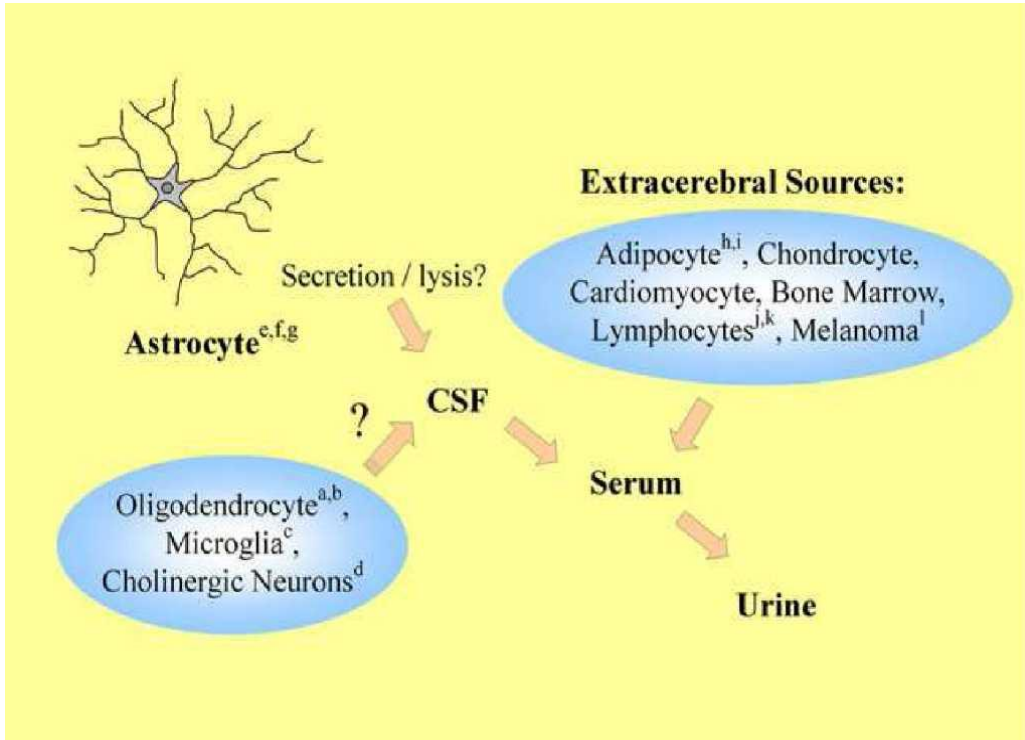 Extracerebral Sources:
Adipocyteʰ,ⁱ, Chondrocyte,
Cardiomyocyte, Bone Marrow,
Lymphocytesʲ,ᵏ, Melanomaˡ
Secretion / lysis?
Astrocyteᵉ,ᶠ,ᵍ
CSF
?
Serum
Oligodendrocyteᵃ,ᵇ,
Microgliaᶜ,
Cholinergic Neuronsᵈ
Urine